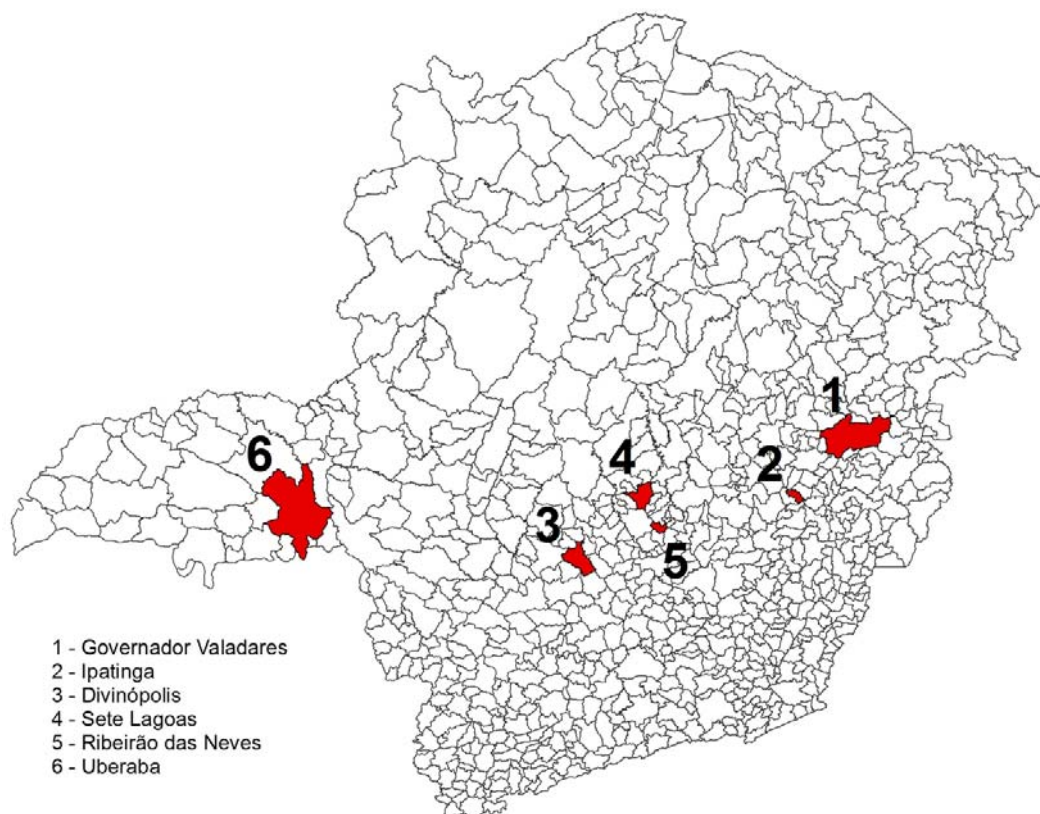 1
2
3
4
5
6
1 - Governador Valadares
2 - Ipatinga
3 - Divinópolis
4 - Sete Lagoas
5 - Ribeirão das Neves
6 - Uberaba